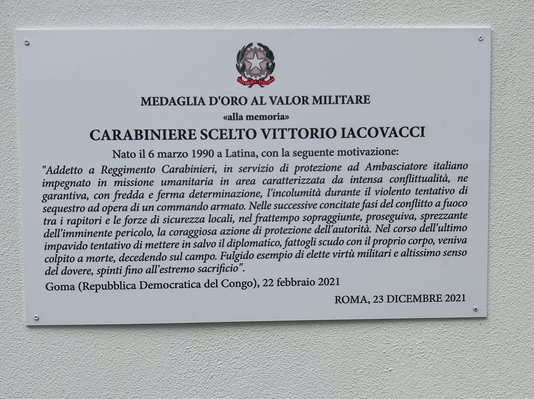 MEDAGLIA D'ORO AL VALOR MILITARE
«alla memoria»
CARABINIERE SCELTO VITTORIO IACOVACCI
Nato il 6 marzo 1990 a Latina, con la seguente motivazione:
"Addetto a Reggimento Carabinieri, in servizio di protezione ad Ambasciatore italiano
impegnato in missione umanitaria in area caratterizzata da intensa conflittualità, ne
garantiva, con fredda e ferma determinazione, l'incolumità durante il violento tentativo di
sequestro ad opera di un commando armato. Nelle successive concitate fasi del conflitto a fuoco
tra i rapitori e le forze di sicurezza locali, nel frattempo sopraggiunte, proseguiva, sprezzante
dell'imminente pericolo, la coraggiosa azione di protezione dell'autorità. Nel corso dell'ultimo
impavido tentativo di mettere in salvo il diplomatico, fattogli scudo con il proprio corpo, veniva
colpito a morte, decedendo sul campo. Fulgido esempio di elette virtù militari e altissimo senso
del dovere, spinti fino all'estremo sacrificio".
Goma (Repubblica Democratica del Congo), 22 febbraio 2021
ROMA, 23 DICEMBRE 2021